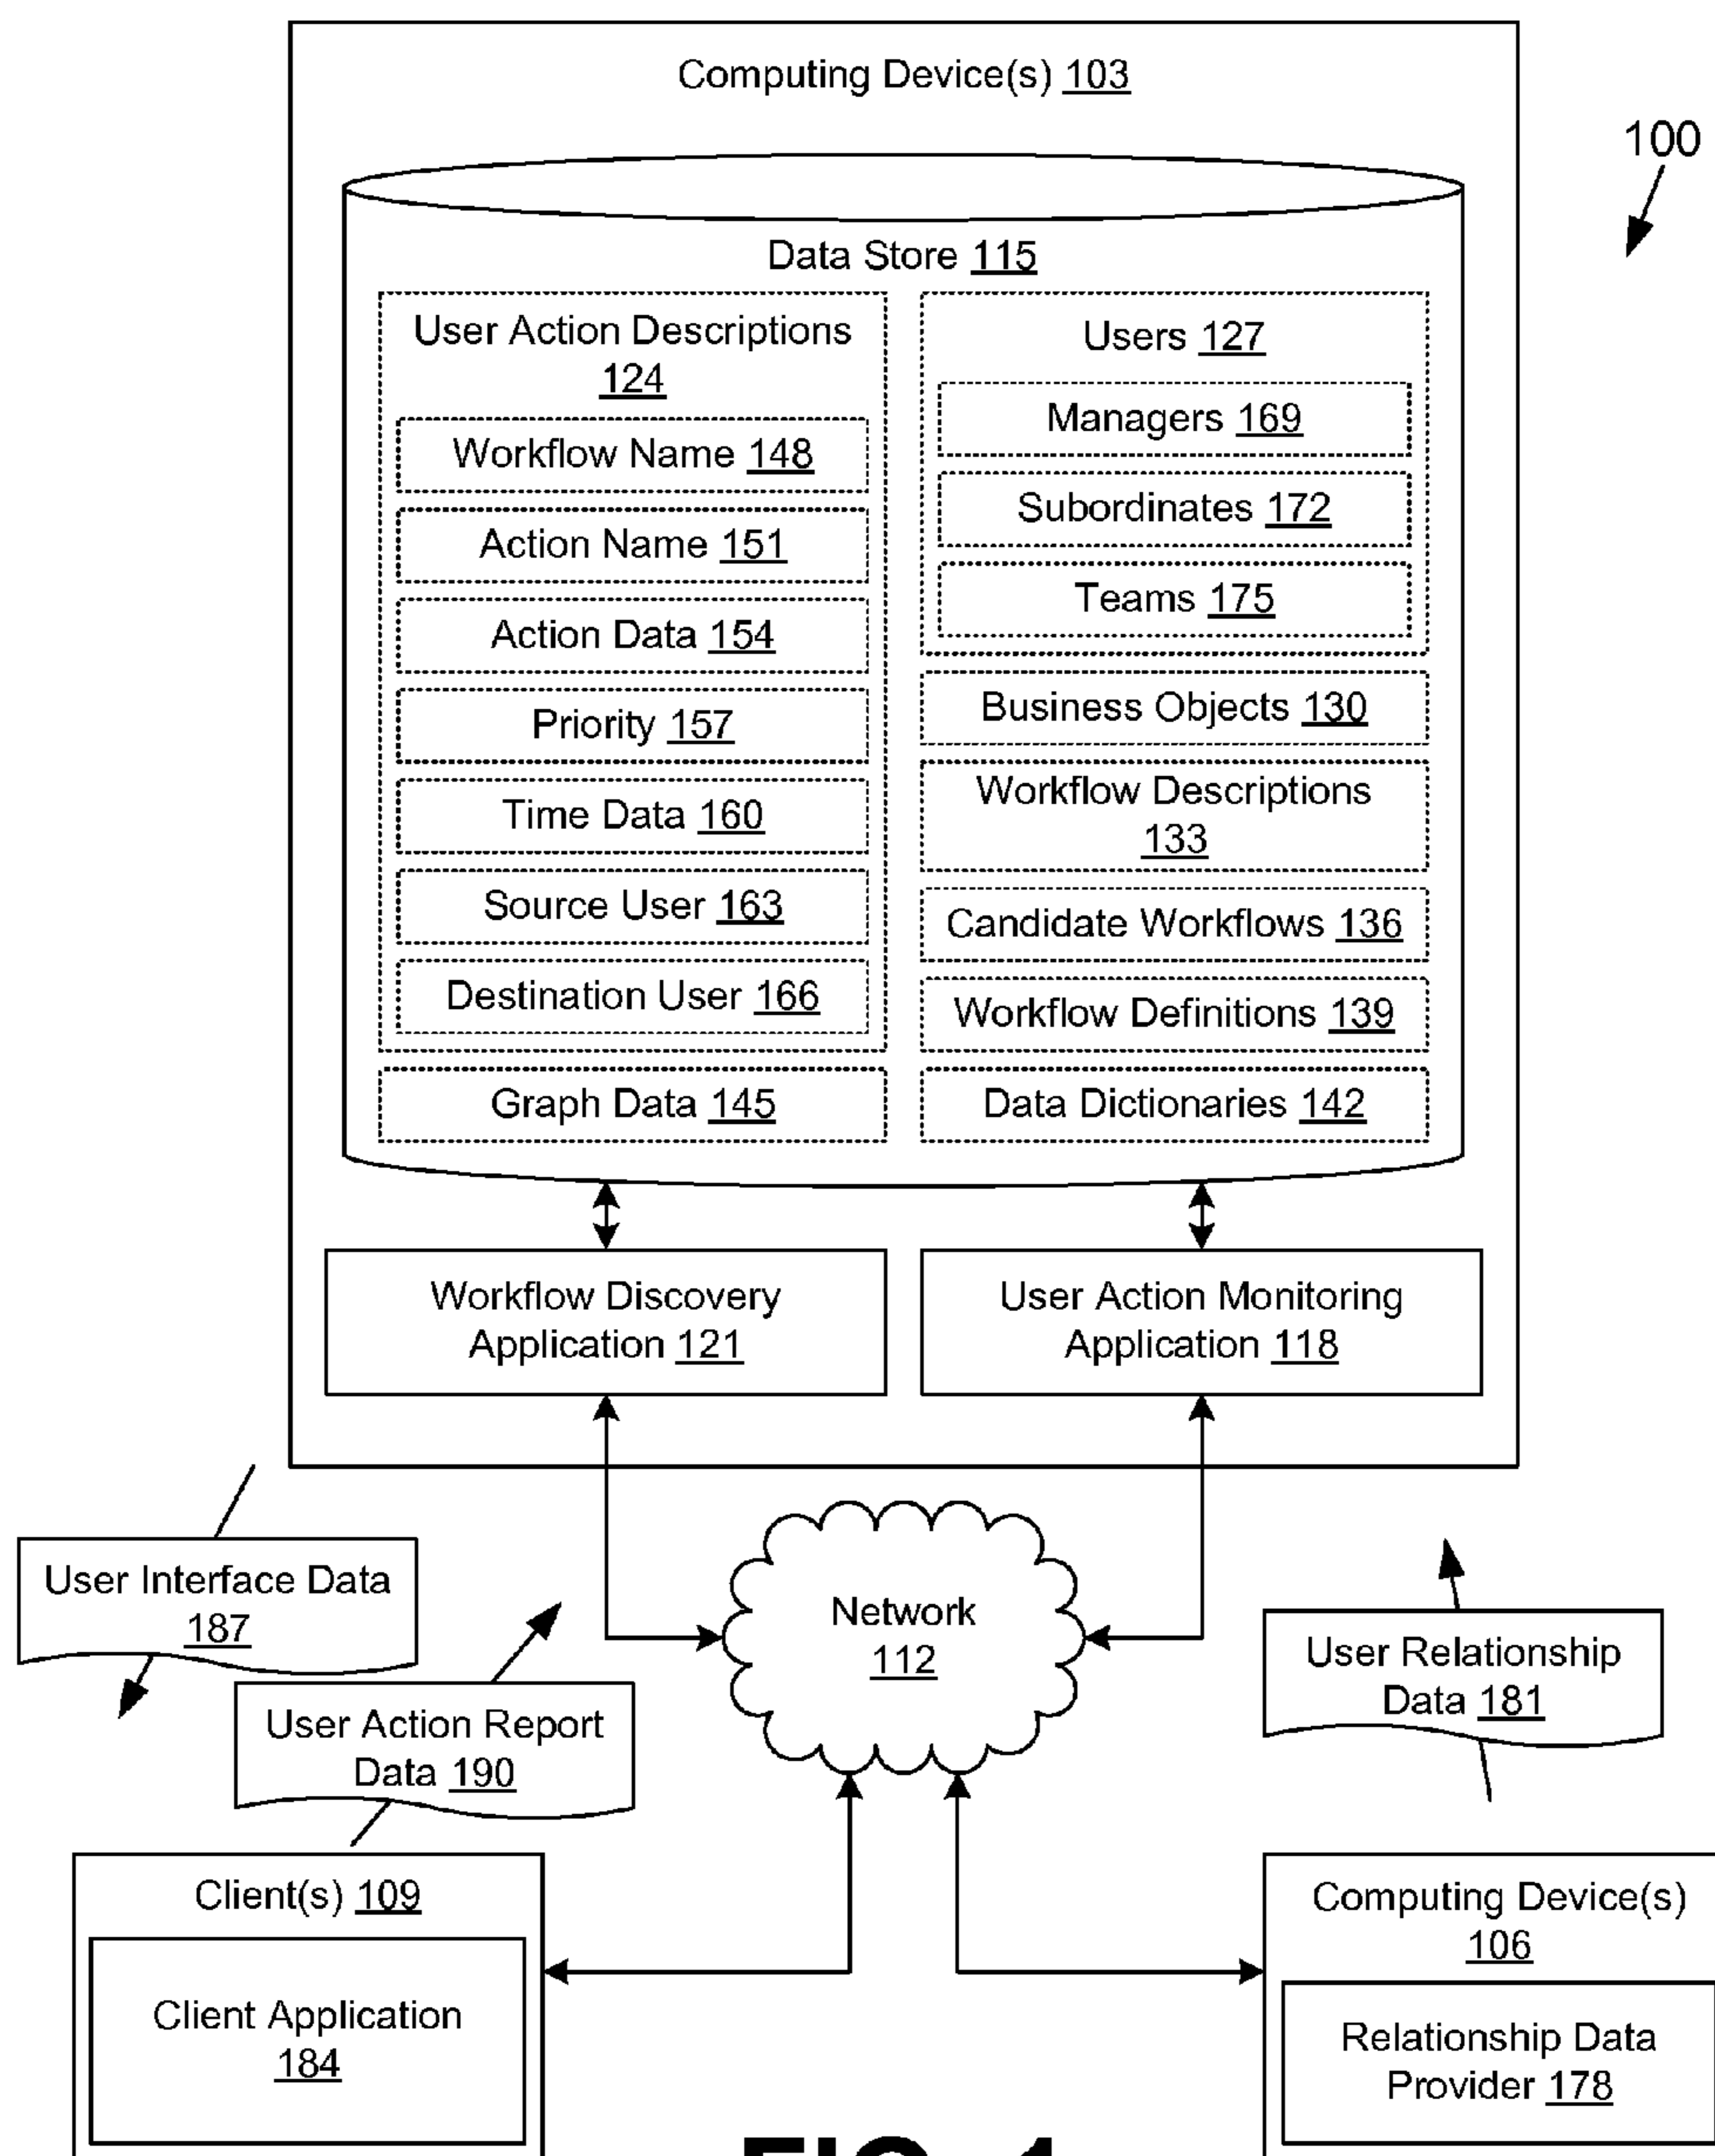 Computing Device(s) 103
100
Data Store 115
User Action Descriptions
124
Workflow Name 148
Action Name 151
Action Data 154
Priority 157
Time Data 160
Source User 163
Destination User 166
Graph Data 145
Users 127
Managers 169
Subordinates 172
Teams 175
Business Objects 130
Workflow Descriptions
133
Candidate Workflows 136
Workflow Definitions 139
Data Dictionaries 142
Workflow Discovery
Application 121
User Action Monitoring
Application 118
User Interface Data
187
User Action Report
Data 190
Network
112
User Relationship
Data 181
Client(s) 109
Client Application
184
Computing Device(s)
106
Relationship Data
Provider 178
FIG. 1